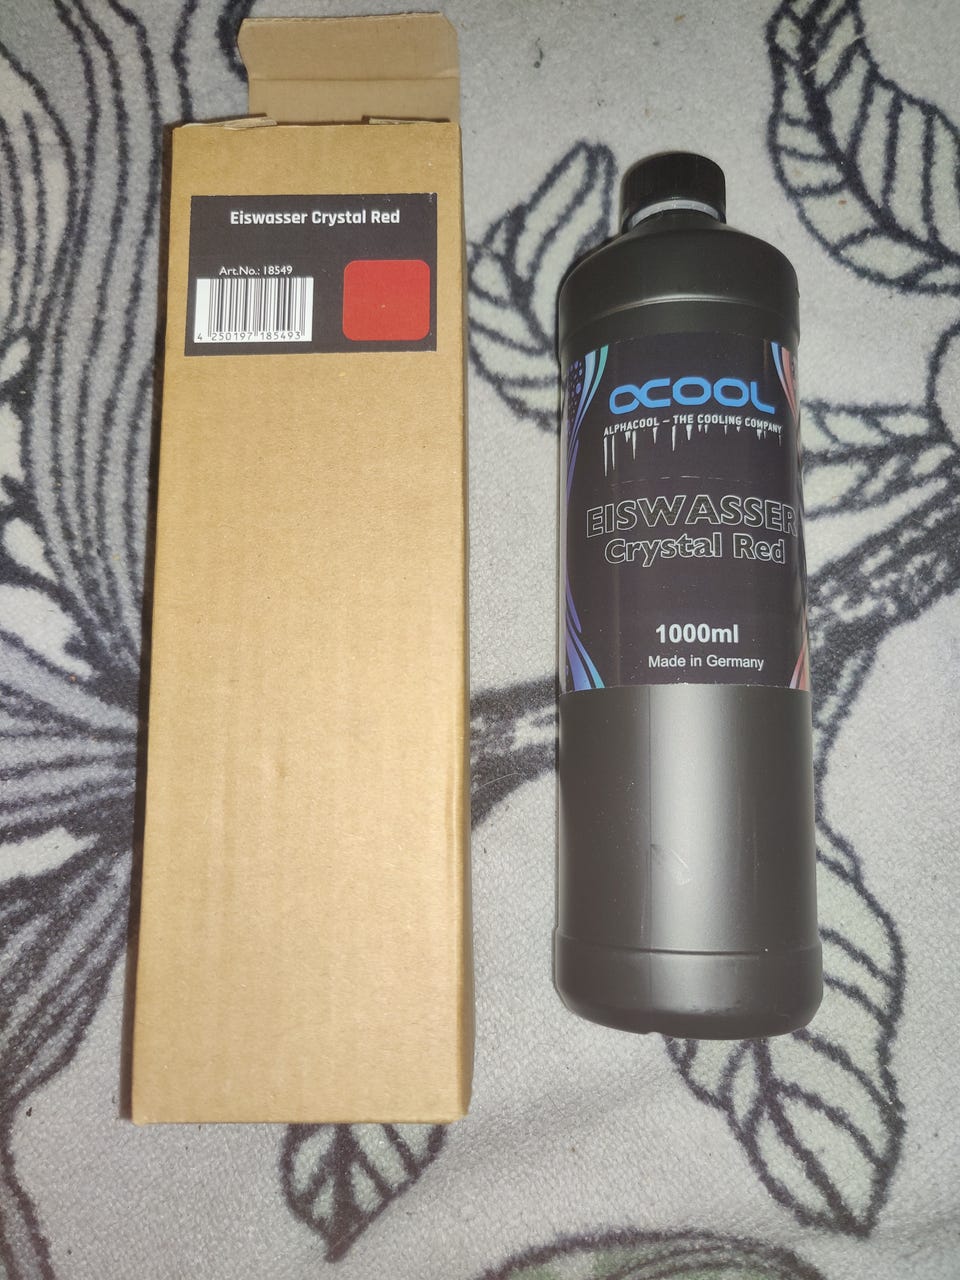 Eiswasser Crystal Red
Art.No.: 18549
4 250197 185493
OCOOL
ALPHACOOL – THE COOLING COMPANY
EISWASSER
Crystal Red
1000ml
Made in Germany